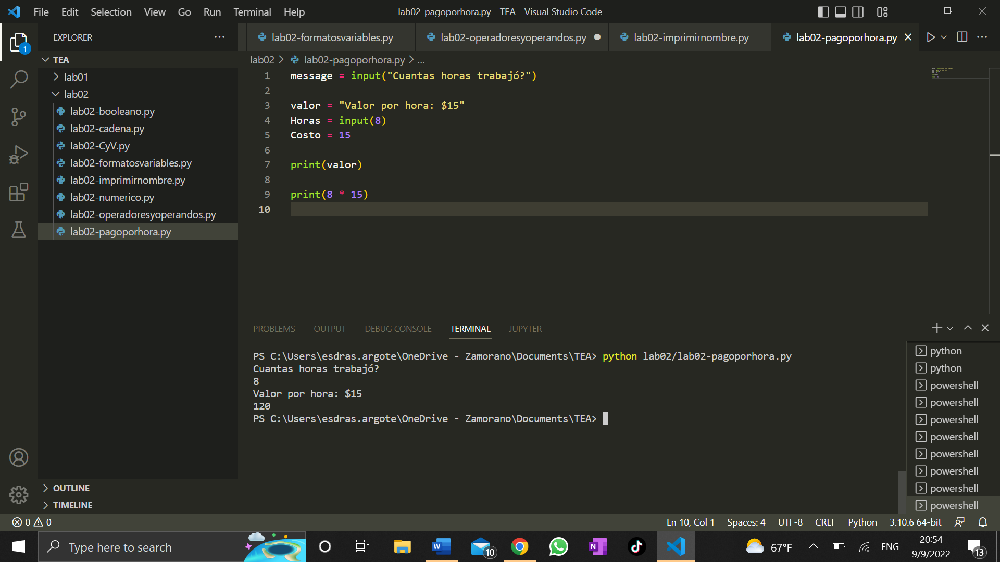 File Edit Selection View Go Run Terminal Help
lab02-pagoporhora.py - TEA - Visual Studio Code
1
EXPLORER
TEA
lab01
lab02
lab02-booleano.py
lab02-cadena.py
lab02-CyV.py
lab02-formatosvariables.py
lab02-imprimirnombre.py
lab02-numerico.py
lab02-operadoresyoperandos.py
lab02-pagoporhora.py
OUTLINE
TIMELINE
lab02-formatosvariables.py lab02-operadoresyoperandos.py lab02-imprimirnombre.py lab02-pagoporhora.py
lab02 > lab02-pagoporhora.py > ...
1 message = input("Cuantas horas trabajó?")
2
3 valor = "Valor por hora: $15"
4 Horas = input(8)
5 Costo = 15
6
7 print(valor)
8
9 print(8 * 15)
10
PROBLEMS OUTPUT DEBUG CONSOLE TERMINAL JUPYTER
PS C:\Users\esdras.argote\OneDrive - Zamorano\Documents\TEA> python lab02/lab02-pagoporhora.py
Cuantas horas trabajó?
8
Valor por hora: $15
120
PS C:\Users\esdras.argote\OneDrive - Zamorano\Documents\TEA>
python
python
powershell
powershell
powershell
powershell
powershell
powershell
powershell
powershell
0 0
Ln 10, Col 1 Spaces: 4 UTF-8 CRLF Python 3.10.6 64-bit
Type here to search
W
10
N
67°F
ENG
20:54
9/9/2022
13